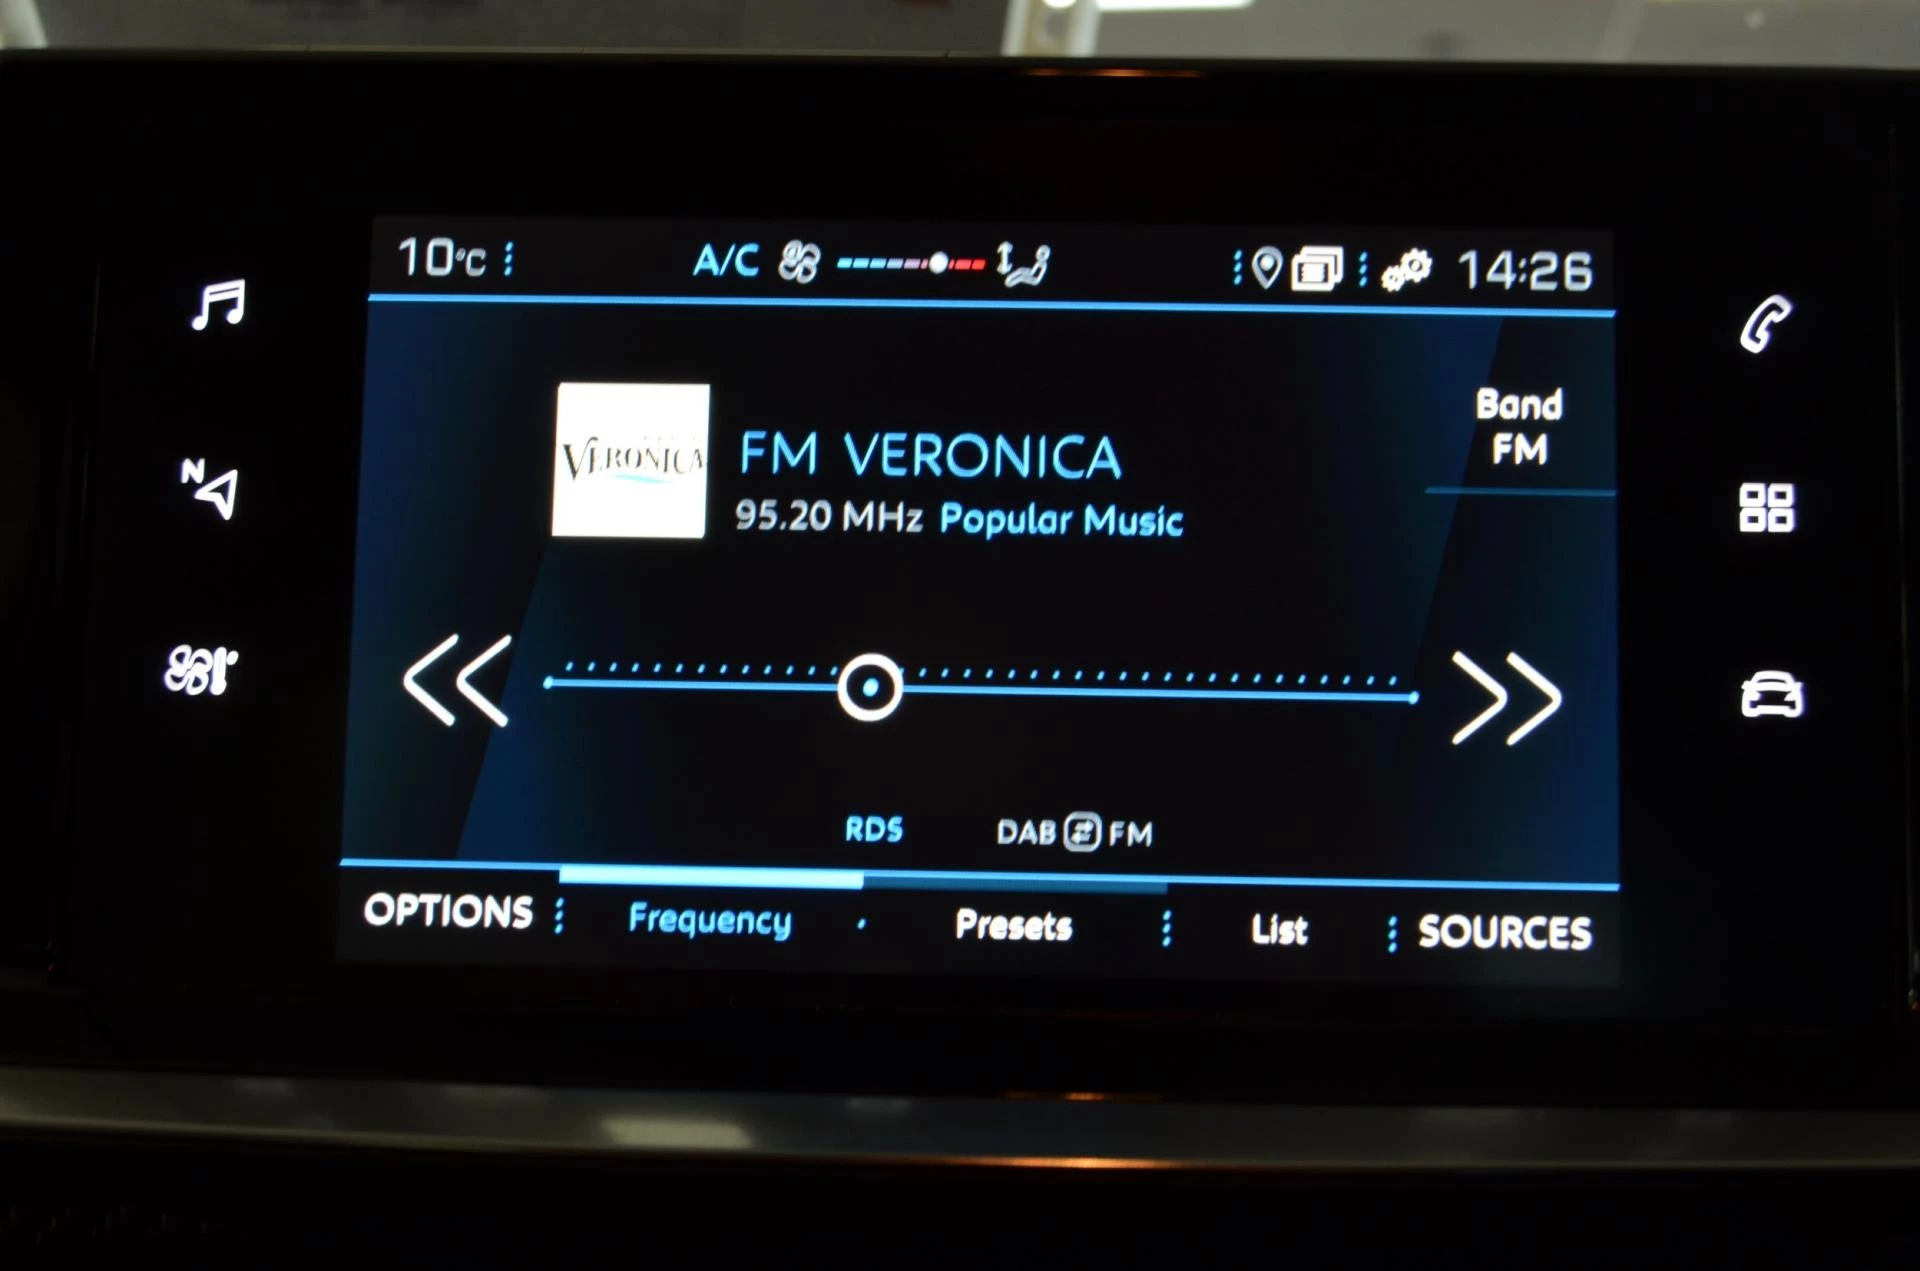 10°C A/C 14:26
N
Band
FM
VERONICA
FM VERONICA
95.20 MHz Popular Music
RDS DAB FM
OPTIONS Frequency Presets List SOURCES